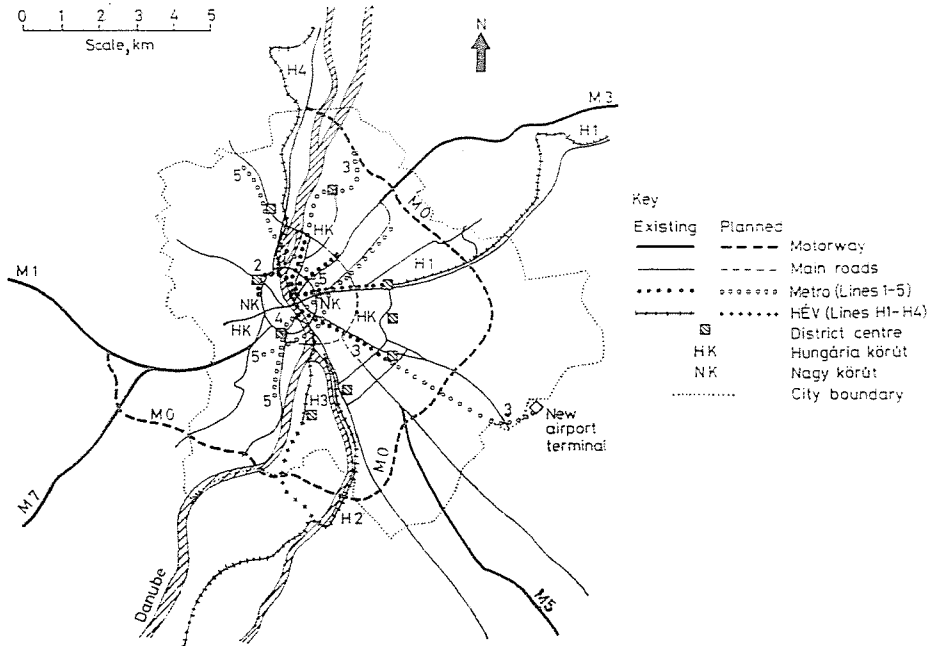 0 1 2 3 4 5
Scale, km
N
H4
M3
H1
5
3
M0
HK
H1
M1
2
5
NK
NK
HK
4
HK
3
5
5
H3
3
New
airport
terminal
M0
M0
M7
H2
Danube
M5
Key
Existing Planned
Motorway
Main roads
Metro (Lines 1-5)
HÉV (Lines H1-H4)
District centre
HK Hungária körút
NK Nagy körút
City boundary